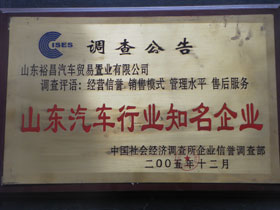 CISES
调查公告
山东裕昌汽车贸易置业有限公司
调查评语：经营信誉 销售模式 管理水平 售后服务
山东汽车行业知名企业
中国社会经济调查所企业信誉调查部
二00五年十二月